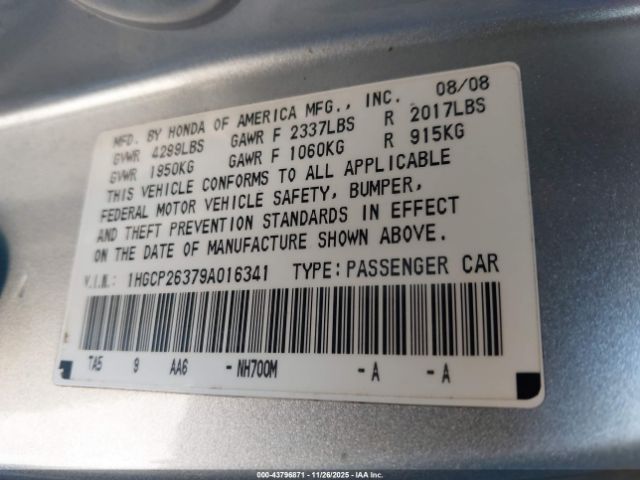 MFD. BY HONDA OF AMERICA MFG., INC. 08/08
GVWR 4299LBS GAWR F 2337LBS R 2017LBS
GVWR 1950KG GAWR F 1060KG R 915KG
THIS VEHICLE CONFORMS TO ALL APPLICABLE
FEDERAL MOTOR VEHICLE SAFETY, BUMPER,
AND THEFT PREVENTION STANDARDS IN EFFECT
ON THE DATE OF MANUFACTURE SHOWN ABOVE.
V.I.N.: 1HGCP26379A016341 TYPE:PASSENGER CAR
TA5 9 AA6 -NH700M -A -A
000-43796871 - 11/26/2025 - IAA Inc.